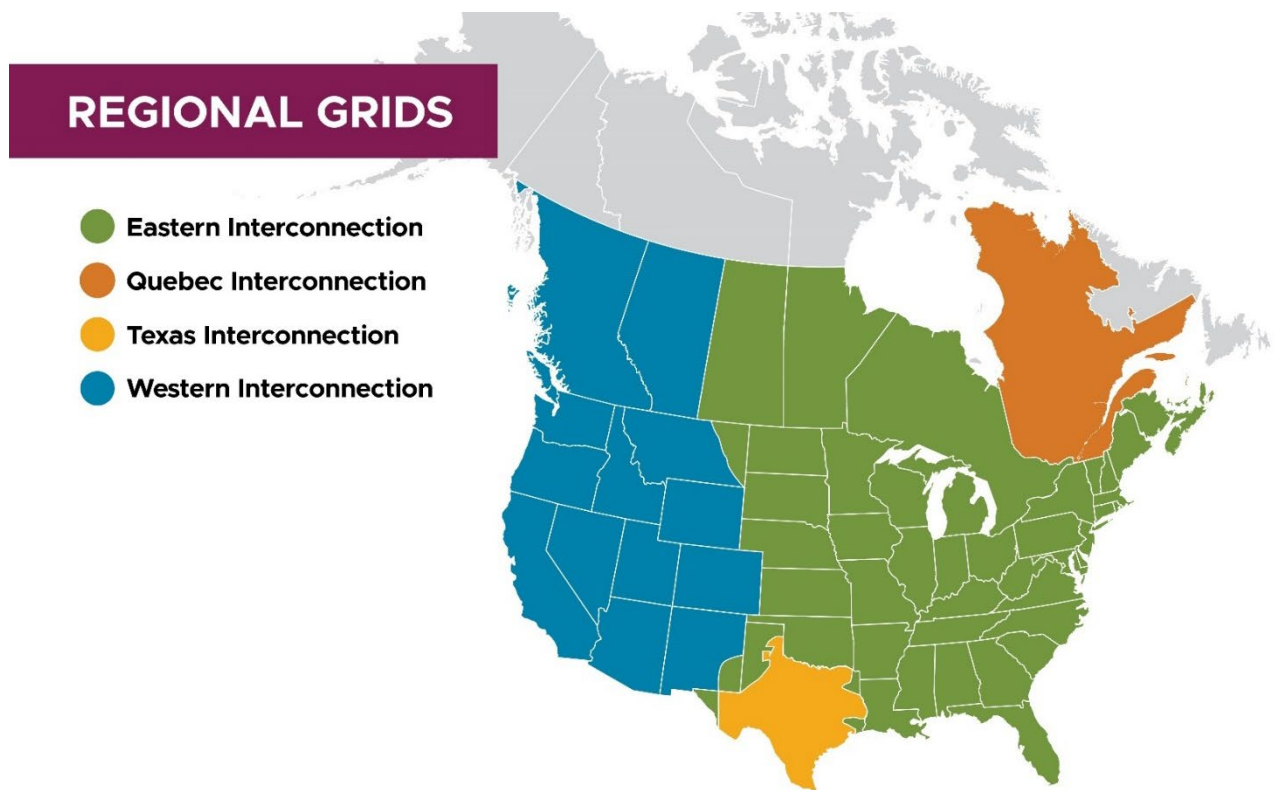 REGIONAL GRIDS
Eastern Interconnection
Quebec Interconnection
Texas Interconnection
Western Interconnection